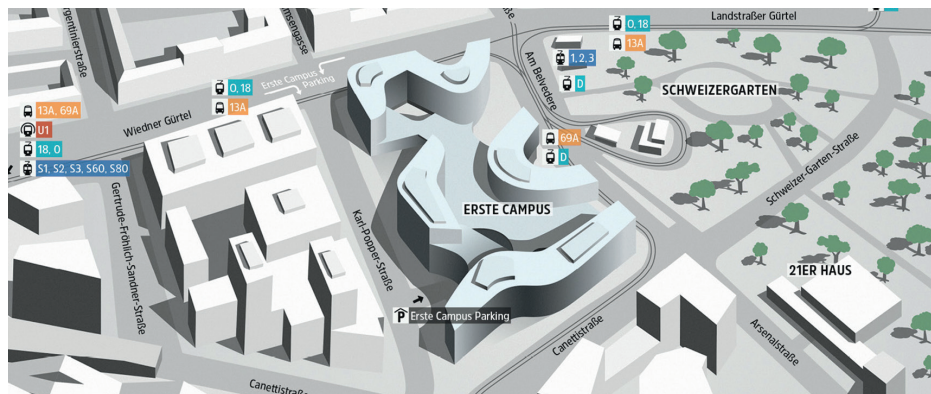 Argentinierstraße
Landstraßer Gürtel
O, 18
13A
1, 2, 3
D
Am Belvedere
SCHWEIZERGARTEN
Erste Campus
Parking
O, 18
13A
Wiedner Gürtel
13A, 69A
U1
18, O
S1, S2, S3, S60, S80
69A
D
Schweizer-Garten-Straße
ERSTE CAMPUS
Gertrude-Fröhlich-Sandner-Straße
Karl-Popper-Straße
21ER HAUS
P Erste Campus Parking
Canettistraße
Arsenalstraße
Canettistraße